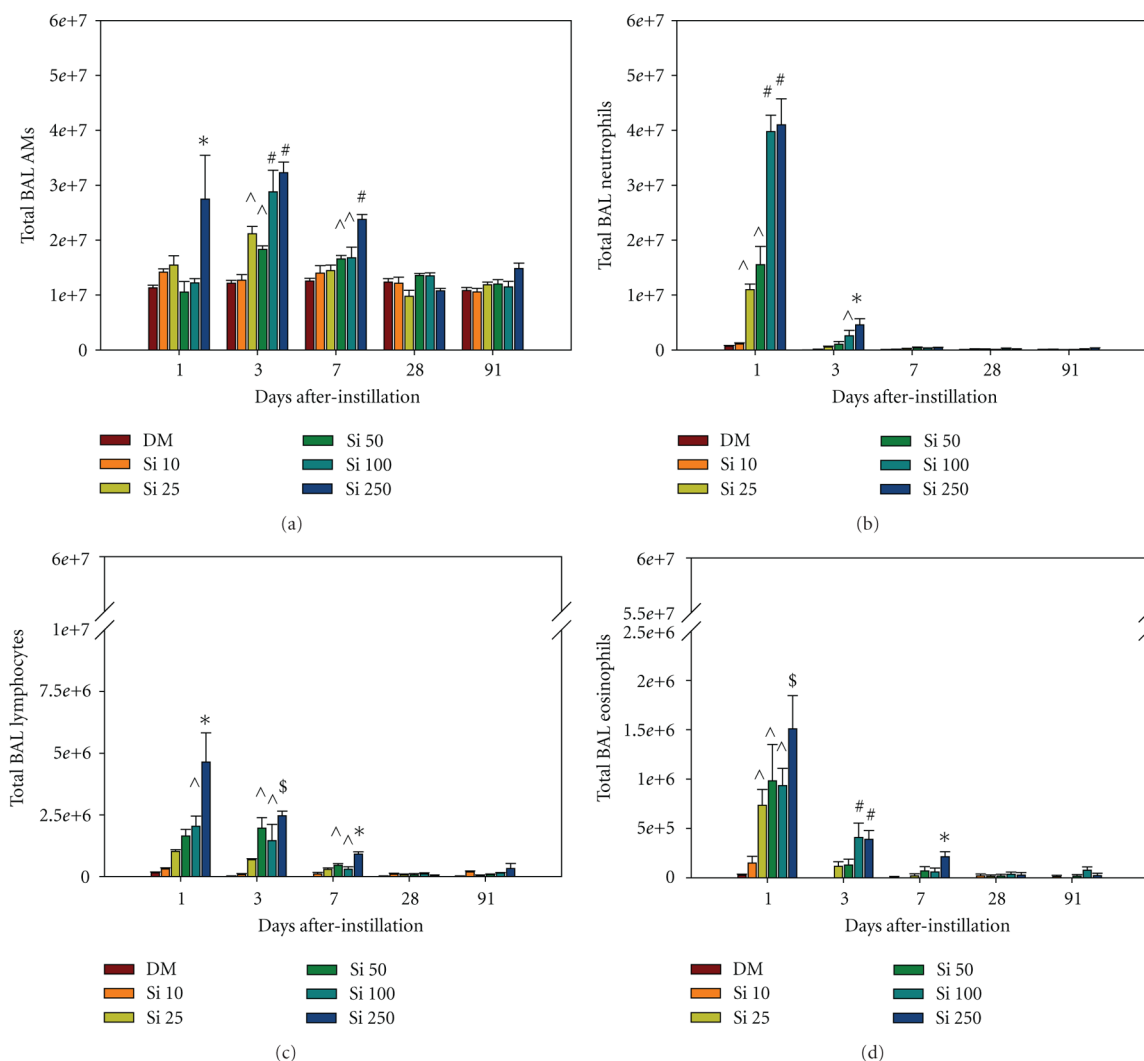 6e+7
5e+7
4e+7
3e+7
2e+7
1e+7
0
Total BAL AMs
*
^
^
#
#
^
^
#
1 3 7 28 91
Days after-instillation
DM Si 50
Si 10 Si 100
Si 25 Si 250
(a)
6e+7
5e+7
4e+7
3e+7
2e+7
1e+7
0
Total BAL neutrophils
^
^
#
#
^
*
1 3 7 28 91
Days after-instillation
DM Si 50
Si 10 Si 100
Si 25 Si 250
(b)
6e+7
1e+7
7.5e+6
5e+6
2.5e+6
0
Total BAL lymphocytes
^
*
^
^
$
^
^
*
1 3 7 28 91
Days after-instillation
DM Si 50
Si 10 Si 100
Si 25 Si 250
(c)
6e+7
5.5e+7
2.5e+6
2e+6
1.5e+6
1e+6
5e+5
0
Total BAL eosinophils
^
^
^
$
#
#
*
1 3 7 28 91
Days after-instillation
DM Si 50
Si 10 Si 100
Si 25 Si 250
(d)